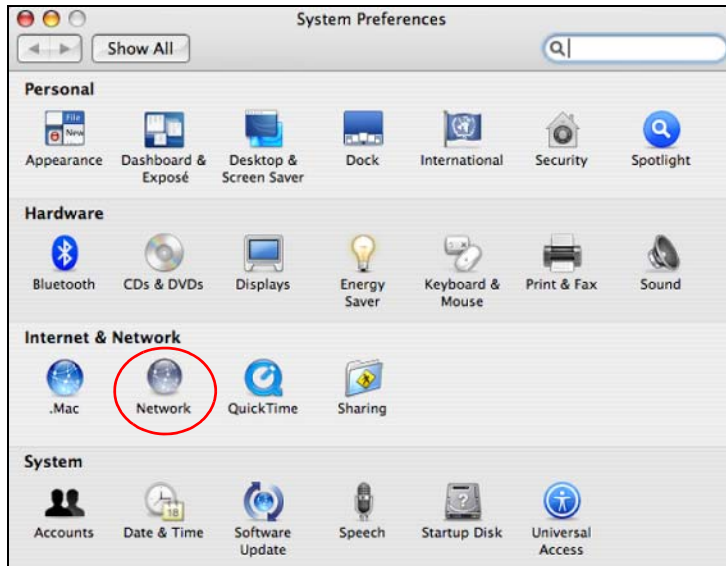 System Preferences
Show All
Personal
File
New
Appearance
Dashboard &
Exposé
Desktop &
Screen Saver
Dock
International
Security
Spotlight
Hardware
Bluetooth
CDs & DVDs
Displays
Energy
Saver
Keyboard &
Mouse
Print & Fax
Sound
Internet & Network
.Mac
Network
QuickTime
Sharing
System
18
?
Accounts
Date & Time
Software
Update
Speech
Startup Disk
Universal
Access